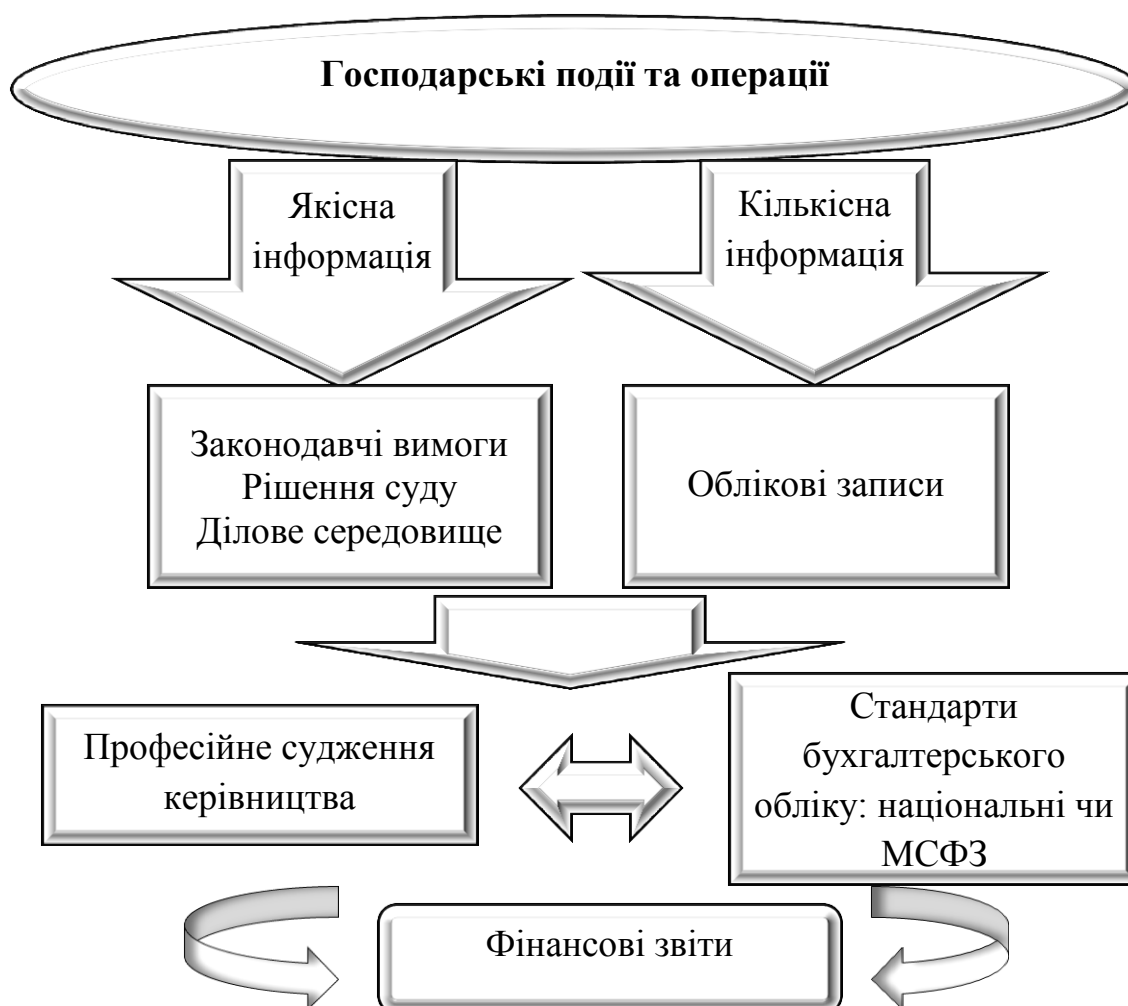 Господарські події та операції
Якісна
інформація
Кількісна
інформація
Законодавчі вимоги
Рішення суду
Ділове середовище
Облікові записи
Професійне судження
керівництва
Стандарти
бухгалтерського
обліку: національні чи
МСФЗ
Фінансові звіти